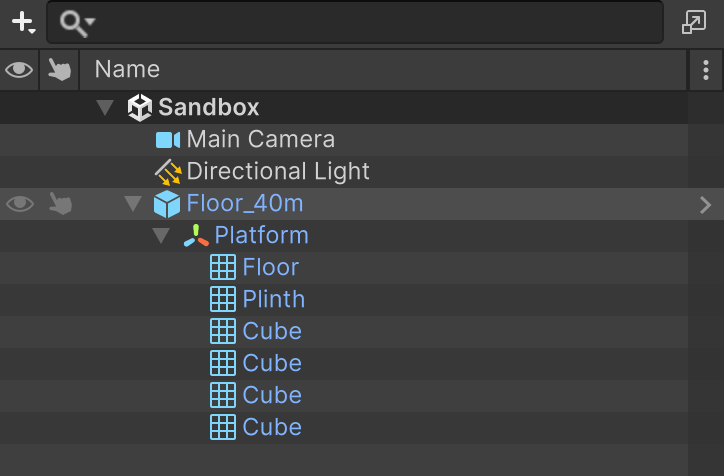 Name
Sandbox
Main Camera
Directional Light
Floor_40m
Platform
Floor
Plinth
Cube
Cube
Cube
Cube